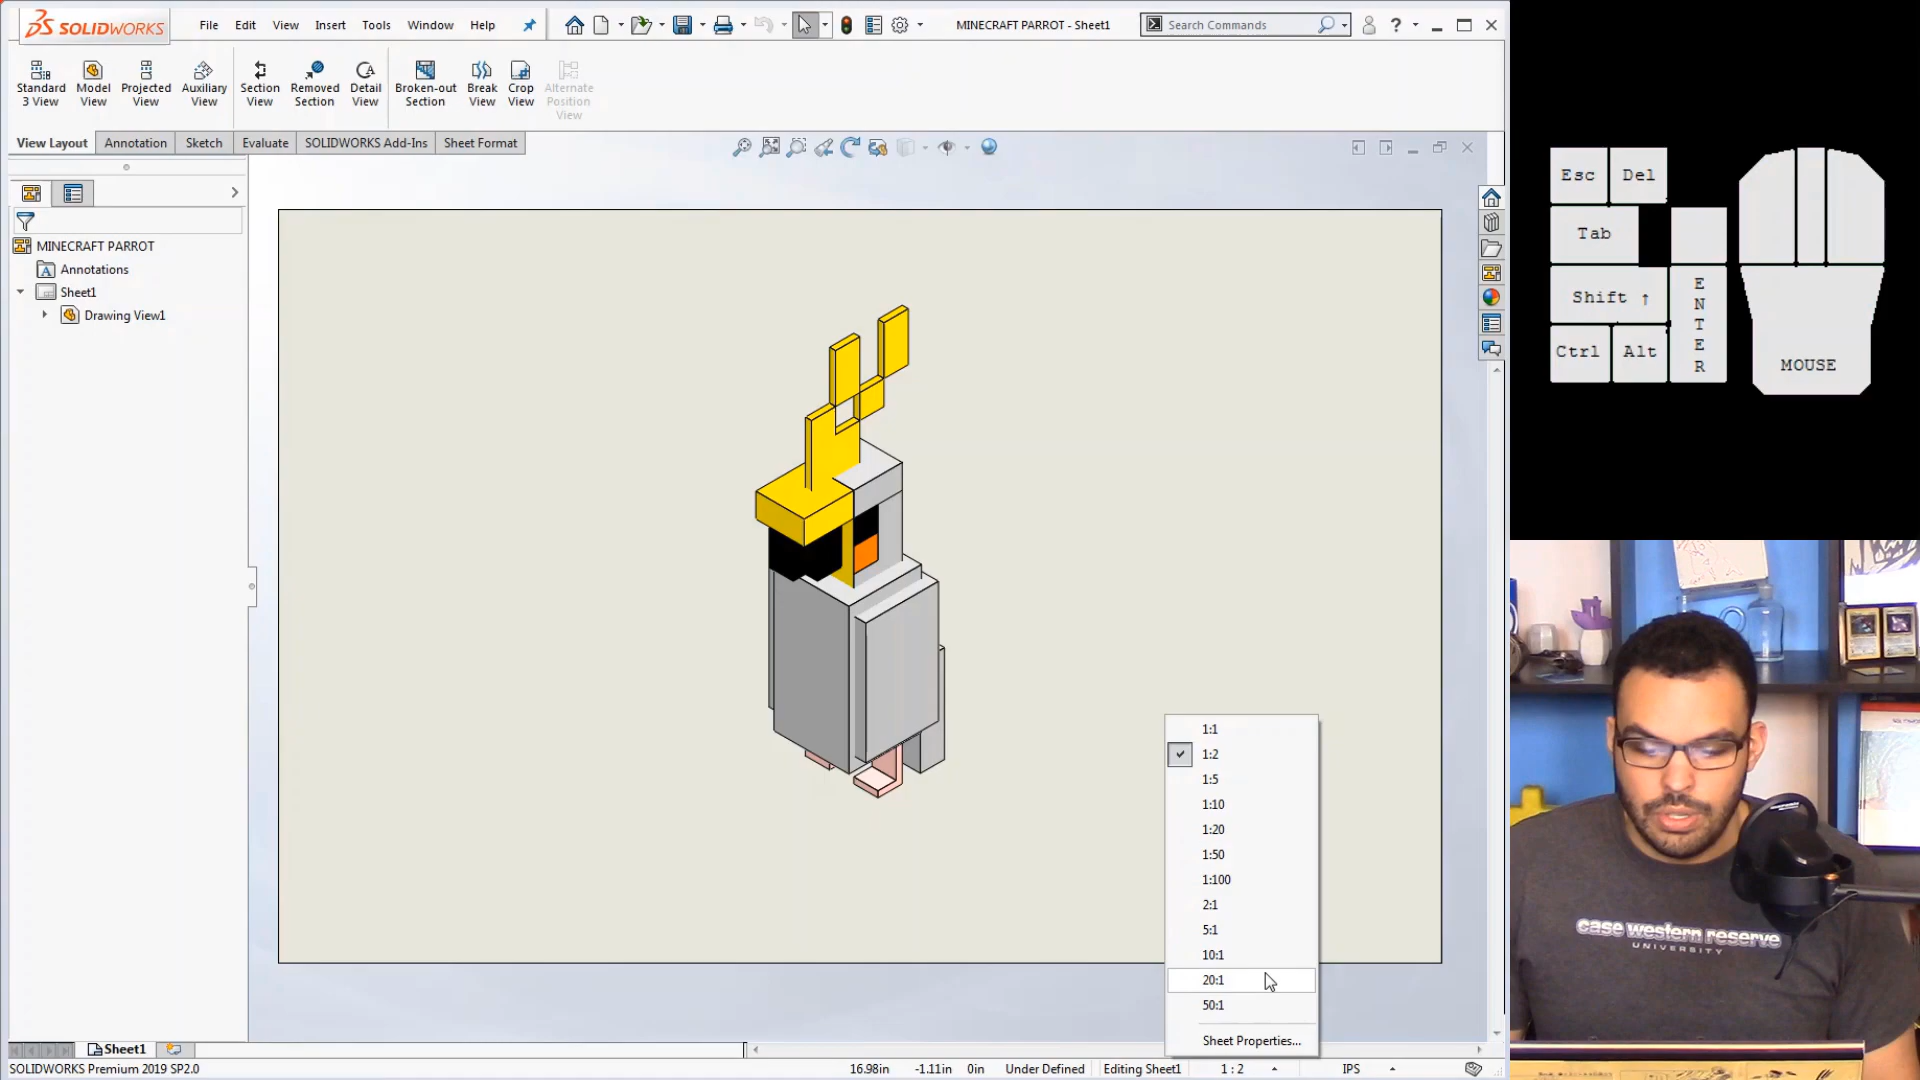 SOLIDWORKS
File
Edit
View
Insert
Tools
Window
Help
MINECRAFT PARROT - Sheet1
Search Commands
Standard 3 View
Model View
Projected View
Auxiliary View
Section View
Removed Section
Detail View
Broken-out Section
Break View
Crop View
Alternate Position View
View Layout
Annotation
Sketch
Evaluate
SOLIDWORKS Add-Ins
Sheet Format
MINECRAFT PARROT
Annotations
Sheet1
Drawing View1
1:1
1:2
1:5
1:10
1:20
1:50
1:100
2:1
5:1
10:1
20:1
50:1
Sheet Properties...
Sheet1
SOLIDWORKS Premium 2019 SP2.0
16.98in
-1.11in
0in
Under Defined
Editing Sheet1
1 : 2
IPS
Esc
Del
Tab
Shift ↑
ENTER
Ctrl
Alt
MOUSE
case western reserve
UNIVERSITY